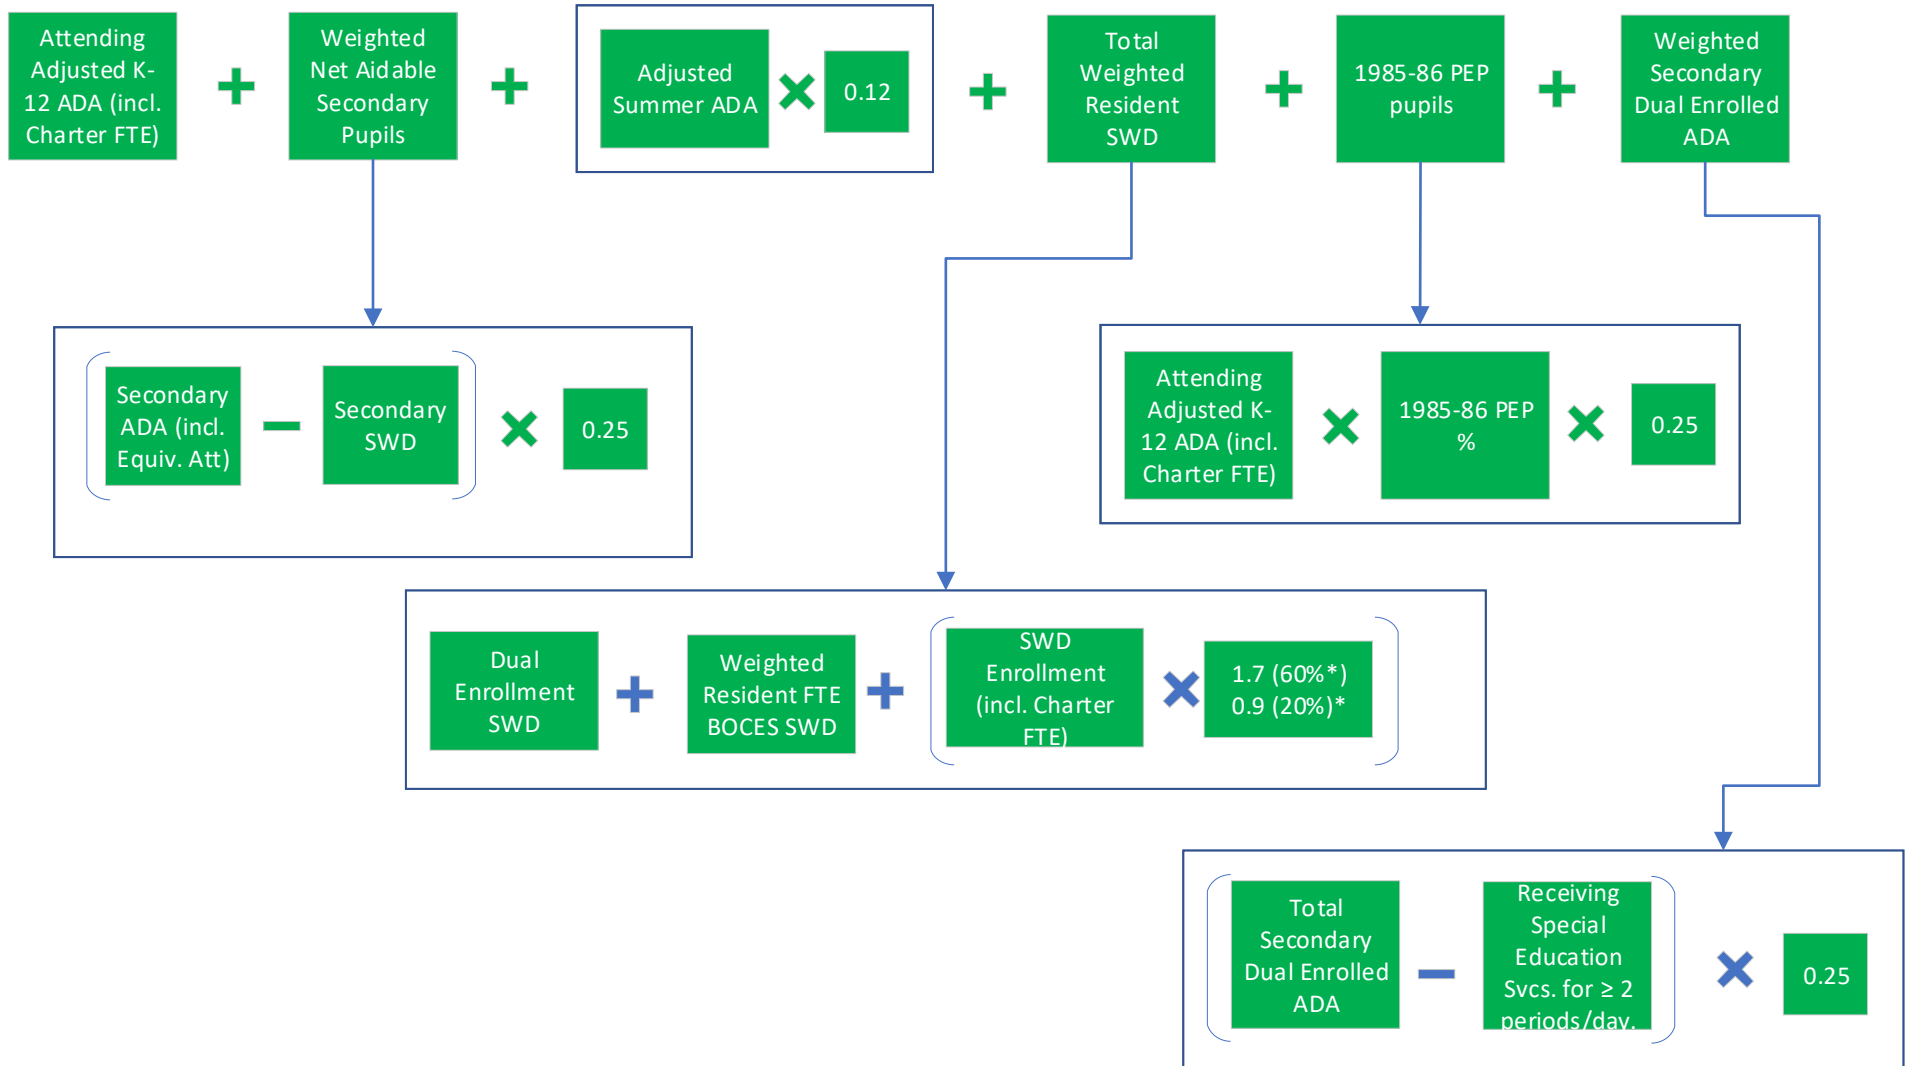 Attending
Adjusted K-
12 ADA (incl.
Charter FTE)
+
Weighted
Net Aidable
Secondary
Pupils
+
Adjusted
Summer ADA
×
0.12
+
Total
Weighted
Resident
SWD
+
1985-86 PEP
pupils
+
Weighted
Secondary
Dual Enrolled
ADA
Secondary
ADA (incl.
Equiv. Att)
−
Secondary
SWD
×
0.25
Attending
Adjusted K-
12 ADA (incl.
Charter FTE)
×
1985-86 PEP
%
×
0.25
Dual
Enrollment
SWD
+
Weighted
Resident FTE
BOCES SWD
+
SWD
Enrollment
(incl. Charter
FTE)
×
1.7 (60%*)
0.9 (20%)*
Total
Secondary
Dual Enrolled
ADA
−
Receiving
Special
Education
Svcs. for ≥ 2
periods/day.
×
0.25